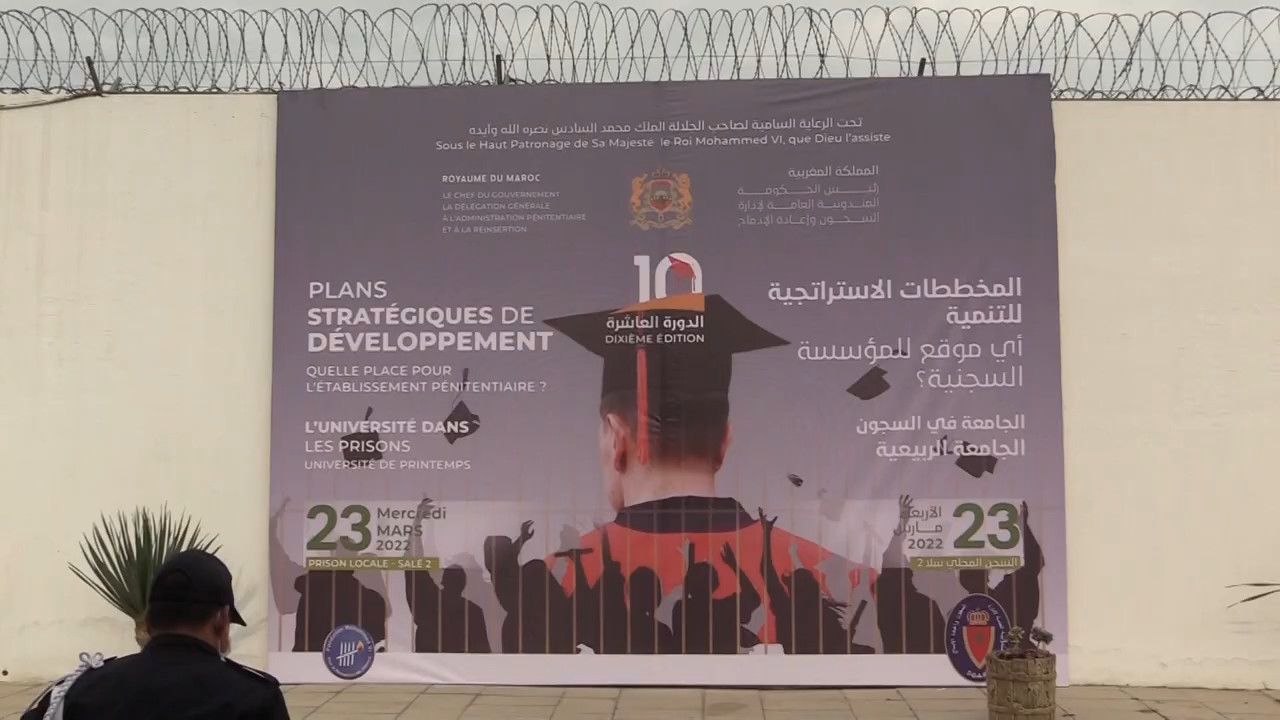 تحت الرعاية السامية لصاحب الجلالة الملك محمد السادس نصره الله وأيده
Sous le Haut Patronage de Sa Majesté le Roi Mohammed VI, que Dieu l'assiste
ROYAUME DU MAROC
LE CHEF DU GOUVERNEMENT
LA DÉLÉGATION GÉNÉRALE
À L'ADMINISTRATION PÉNITENTIAIRE
ET À LA RÉINSERTION
المملكة المغربية
رئيس الحكومة
المندوبية العامة لإدارة
السجون وإعادة الإدماج
10
الدورة العاشرة
DIXIÈME ÉDITION
PLANS
STRATÉGIQUES DE
DÉVELOPPEMENT
QUELLE PLACE POUR
L'ÉTABLISSEMENT PÉNITENTIAIRE ?
L'UNIVERSITÉ DANS
LES PRISONS
UNIVERSITÉ DE PRINTEMPS
المخططات الاستراتجية
للتنمية
أي موقع للمؤسسة
السجنية؟
الجامعة في السجون
الجامعة الربيعية
23 Mercredi
MARS
2022
PRISON LOCALE - SALÉ 2
23 الأربعاء
مارس
2022
السجن المحلي سلا 2